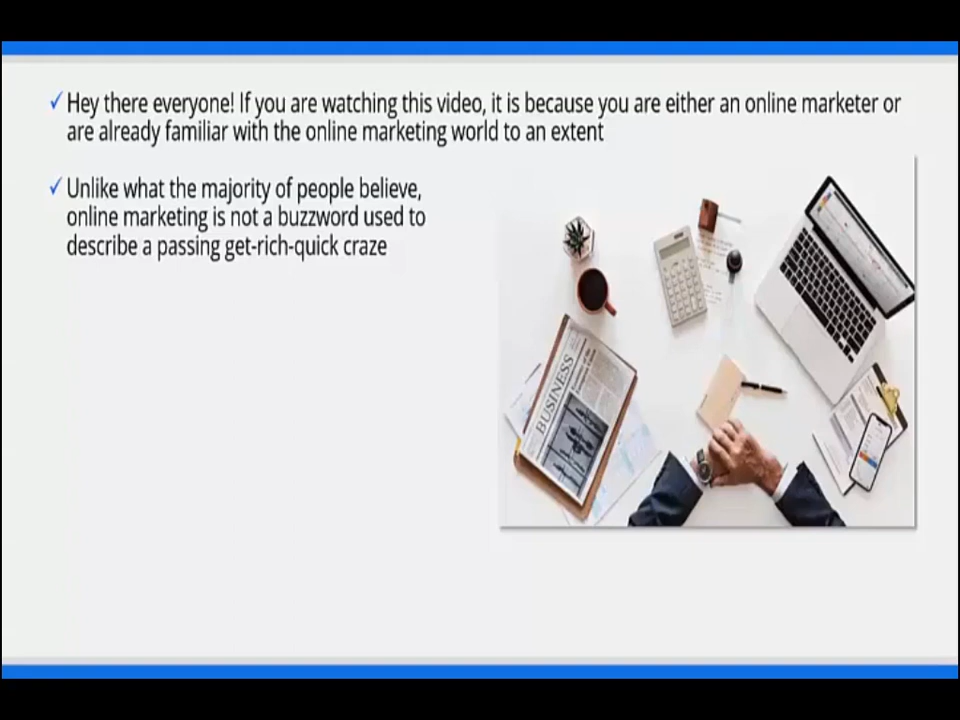 Hey there everyone! If you are watching this video, it is because you are either an online marketer or
are already familiar with the online marketing world to an extent
Unlike what the majority of people believe,
online marketing is not a buzzword used to
describe a passing get-rich-quick craze
BUSINESS